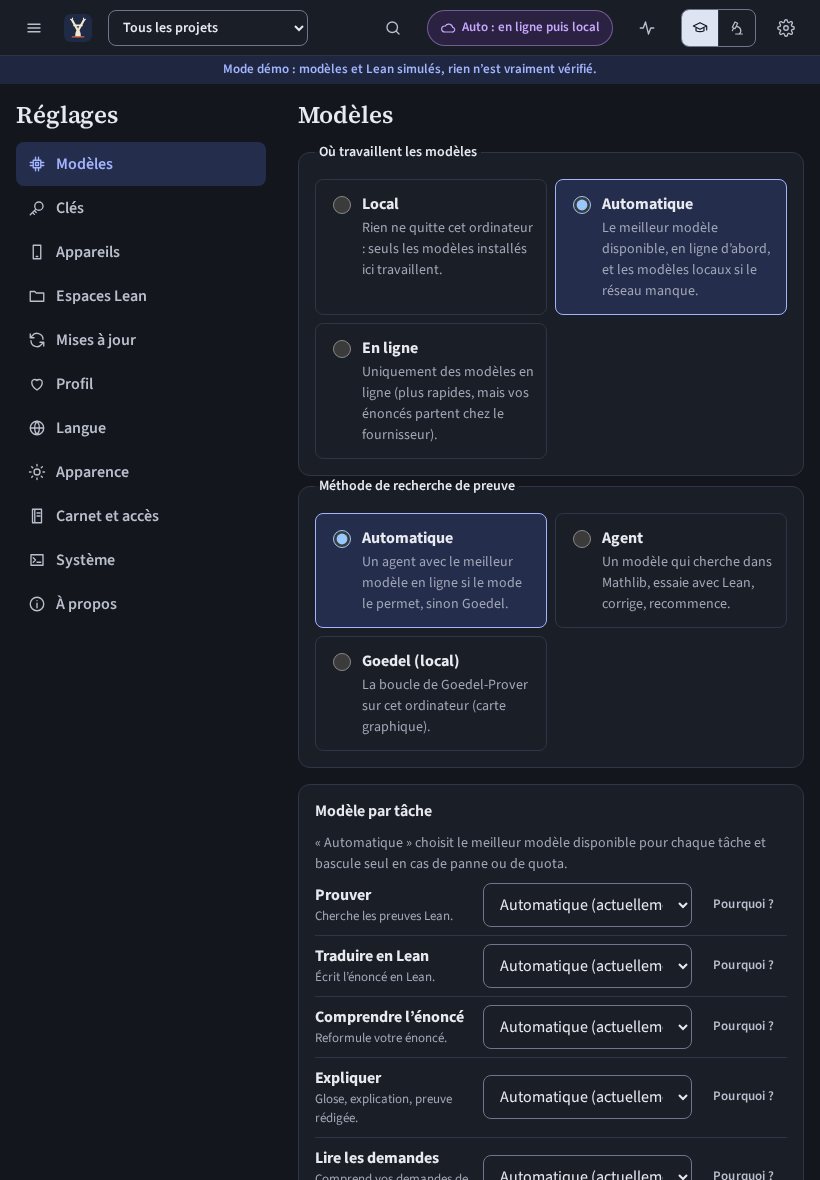 Tous les projets
Auto : en ligne puis local
Mode démo : modèles et Lean simulés, rien n’est vraiment vérifié.
Réglages
Modèles
Clés
Appareils
Espaces Lean
Mises à jour
Profil
Langue
Apparence
Carnet et accès
Système
À propos
Modèles
Où travaillent les modèles
Local
Rien ne quitte cet ordinateur
: seuls les modèles installés
ici travaillent.
Automatique
Le meilleur modèle
disponible, en ligne d’abord,
et les modèles locaux si le
réseau manque.
En ligne
Uniquement des modèles en
ligne (plus rapides, mais vos
énoncés partent chez le
fournisseur).
Méthode de recherche de preuve
Automatique
Un agent avec le meilleur
modèle en ligne si le mode
le permet, sinon Goedel.
Agent
Un modèle qui cherche dans
Mathlib, essaie avec Lean,
corrige, recommence.
Goedel (local)
La boucle de Goedel-Prover
sur cet ordinateur (carte
graphique).
Modèle par tâche
« Automatique » choisit le meilleur modèle disponible pour chaque tâche et
bascule seul en cas de panne ou de quota.
Prouver
Cherche les preuves Lean.
Automatique (actuellem
Pourquoi ?
Traduire en Lean
Écrit l’énoncé en Lean.
Automatique (actuellem
Pourquoi ?
Comprendre l’énoncé
Reformule votre énoncé.
Automatique (actuellem
Pourquoi ?
Expliquer
Glose, explication, preuve
rédigée.
Automatique (actuellem
Pourquoi ?
Lire les demandes
Comprend vos demandes de
Automatique (actuellem
Pourquoi ?